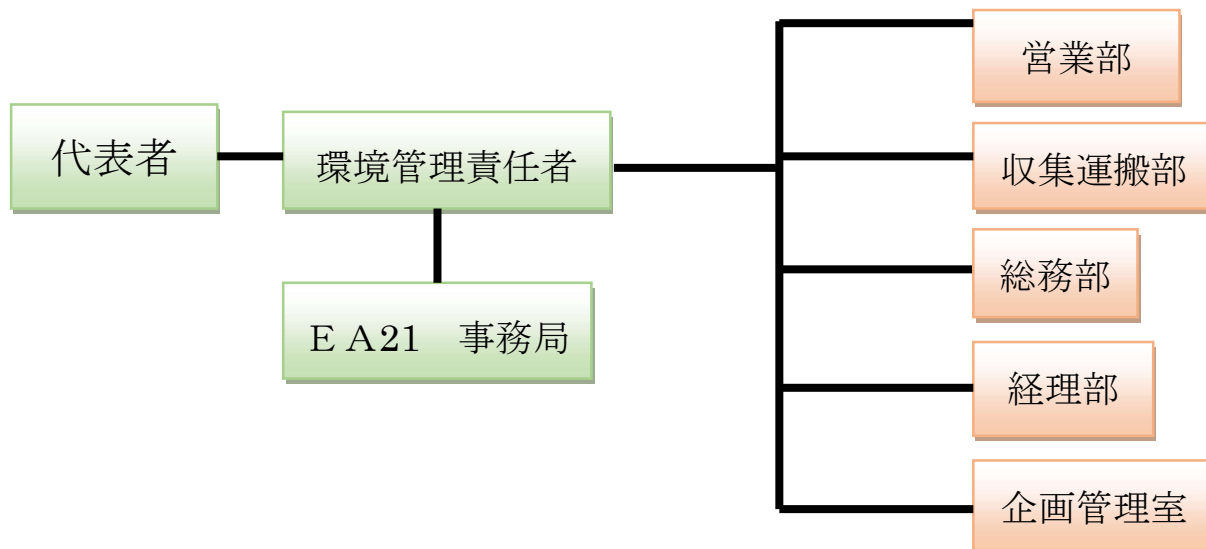 代表者
環境管理責任者
ＥＡ21　事務局
営業部
収集運搬部
総務部
経理部
企画管理室